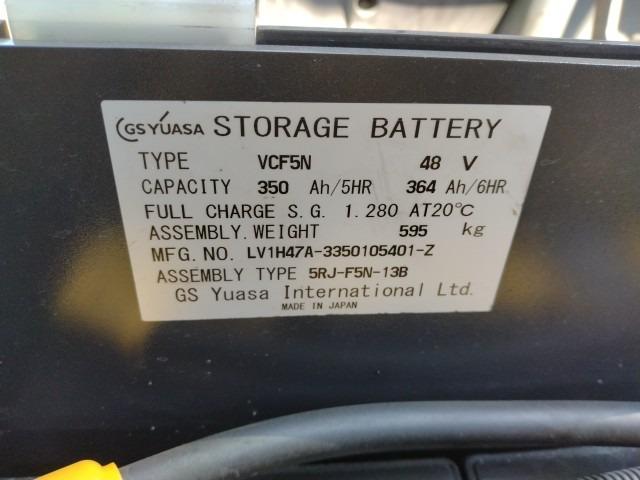 GS YUASA STORAGE BATTERY
TYPE VCF5N 48 V
CAPACITY 350 Ah/5HR 364 Ah/6HR
FULL CHARGE S.G. 1.280 AT20℃
ASSEMBLY.WEIGHT 595 kg
MFG.NO. LV1H47A-3350105401-Z
ASSEMBLY TYPE 5RJ-F5N-13B
GS Yuasa International Ltd.
MADE IN JAPAN